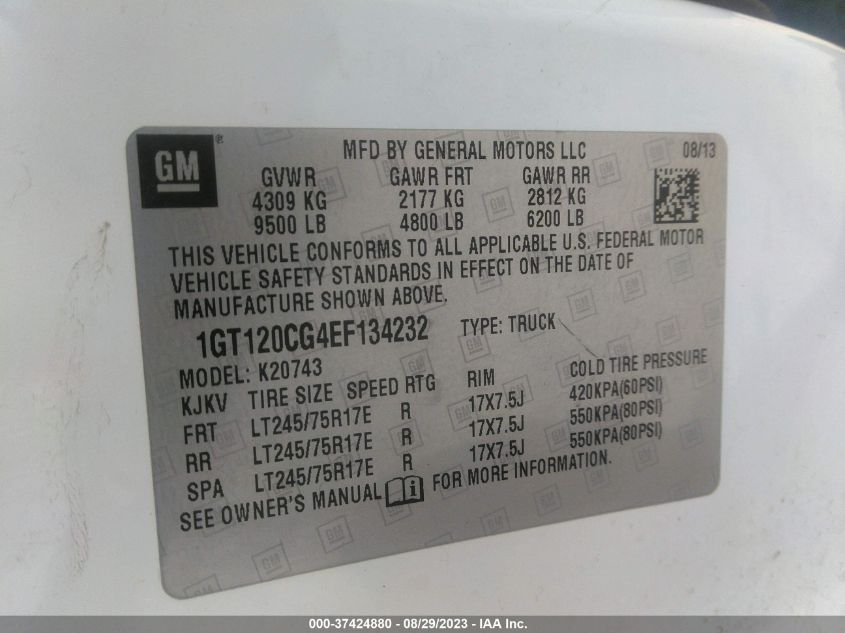 GM ®
MFD BY GENERAL MOTORS LLC 08/13
GVWR GAWR FRT GAWR RR
4309 KG 2177 KG 2812 KG
9500 LB 4800 LB 6200 LB
THIS VEHICLE CONFORMS TO ALL APPLICABLE U.S. FEDERAL MOTOR
VEHICLE SAFETY STANDARDS IN EFFECT ON THE DATE OF
MANUFACTURE SHOWN ABOVE.
1GT120CG4EF134232 TYPE: TRUCK
MODEL: K20743
KJKV TIRE SIZE SPEED RTG RIM COLD TIRE PRESSURE
FRT LT245/75R17E R 17X7.5J 420KPA(60PSI)
RR LT245/75R17E R 17X7.5J 550KPA(80PSI)
SPA LT245/75R17E R 17X7.5J 550KPA(80PSI)
SEE OWNER'S MANUAL i FOR MORE INFORMATION.
000-37424880 - 08/29/2023 - IAA Inc.